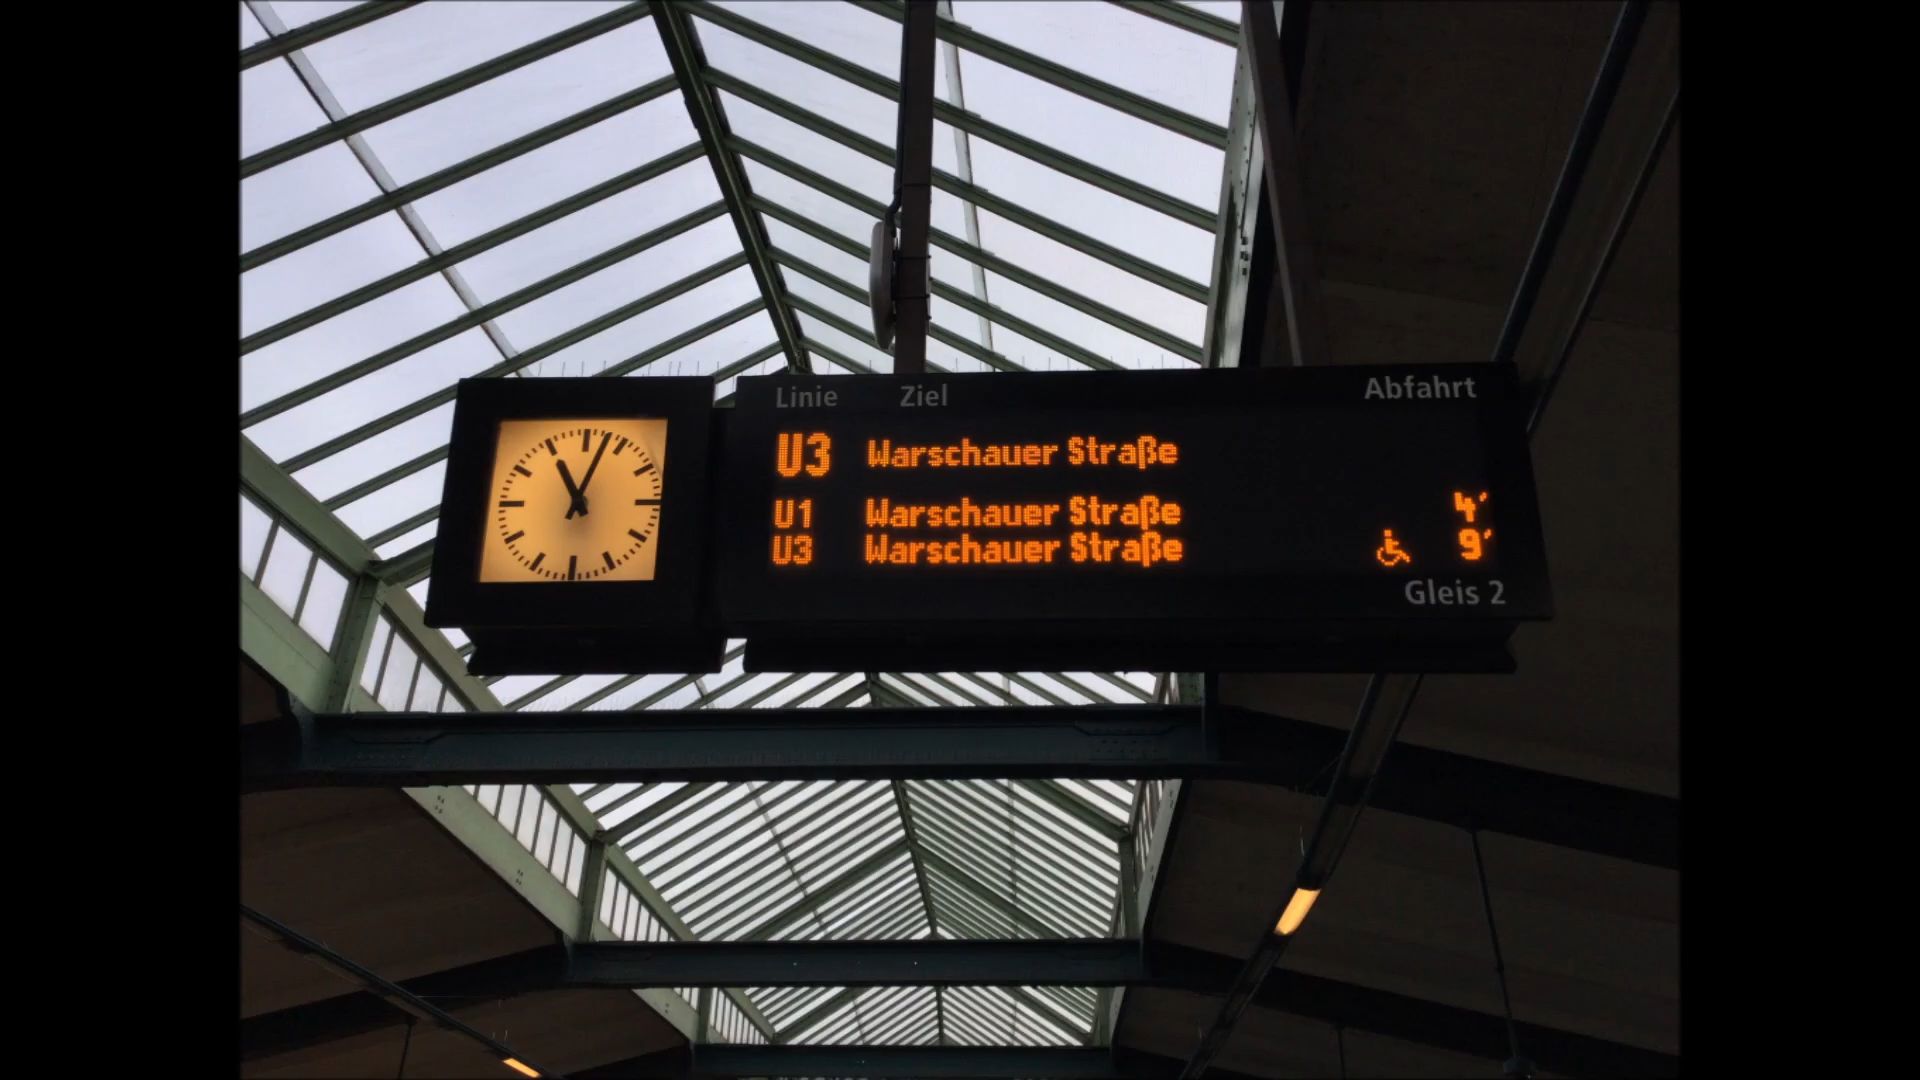 Linie Ziel Abfahrt
U3 Warschauer Straße
U1 Warschauer Straße 4'
U3 Warschauer Straße 9'
Gleis 2